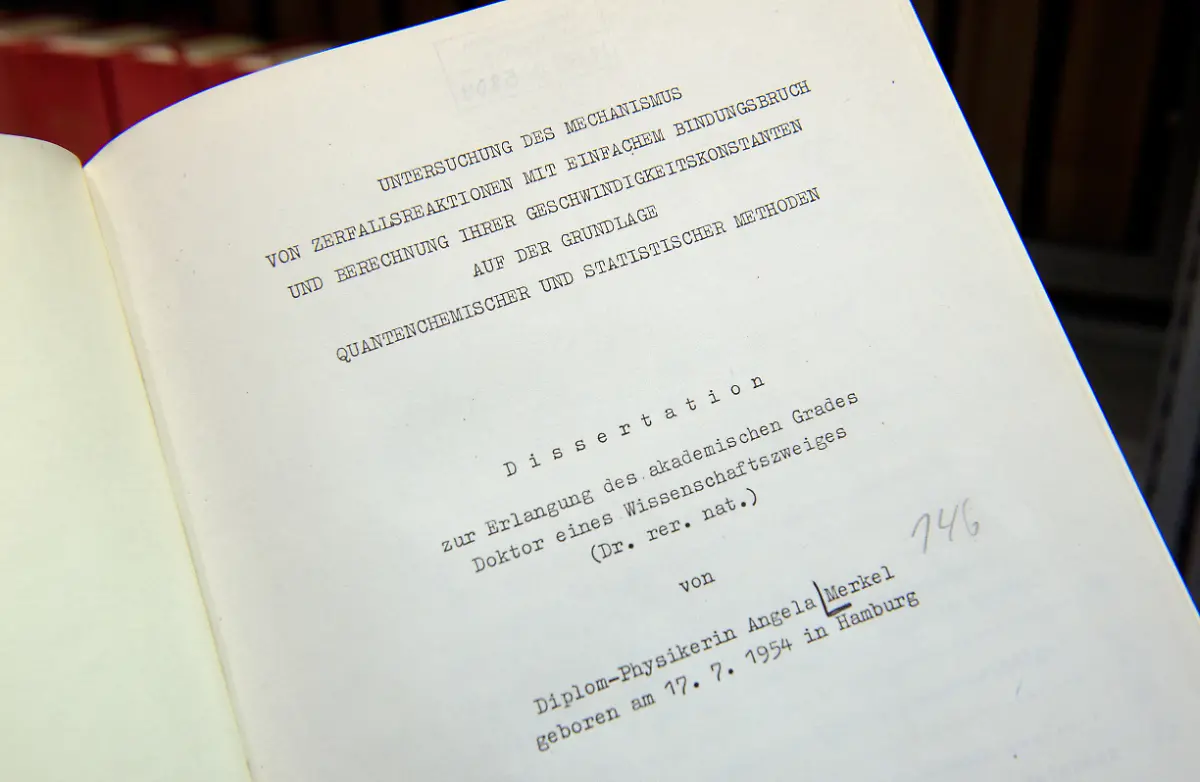 UNTERSUCHUNG DES MECHANISMUS
VON ZERFALLSREAKTIONEN MIT EINFACHEM BINDUNGSBRUCH
UND BERECHNUNG IHRER GESCHWINDIGKEITSKONSTANTEN
AUF DER GRUNDLAGE
QUANTENCHEMISCHER UND STATISTISCHER METHODEN
D i s s e r t a t i o n
zur Erlangung des akademischen Grades
Doktor eines Wissenschaftszweiges
(Dr. rer. nat.)
von
146
Diplom-Physikerin Angela Merkel
geboren am 17. 7. 1954 in Hamburg